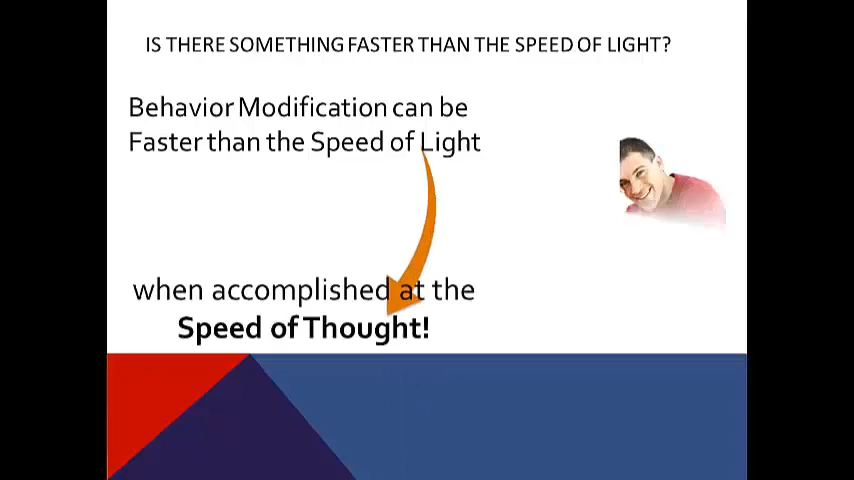 IS THERE SOMETHING FASTER THAN THE SPEED OF LIGHT?
Behavior Modification can be
Faster than the Speed of Light
when accomplished at the
Speed of Thought!